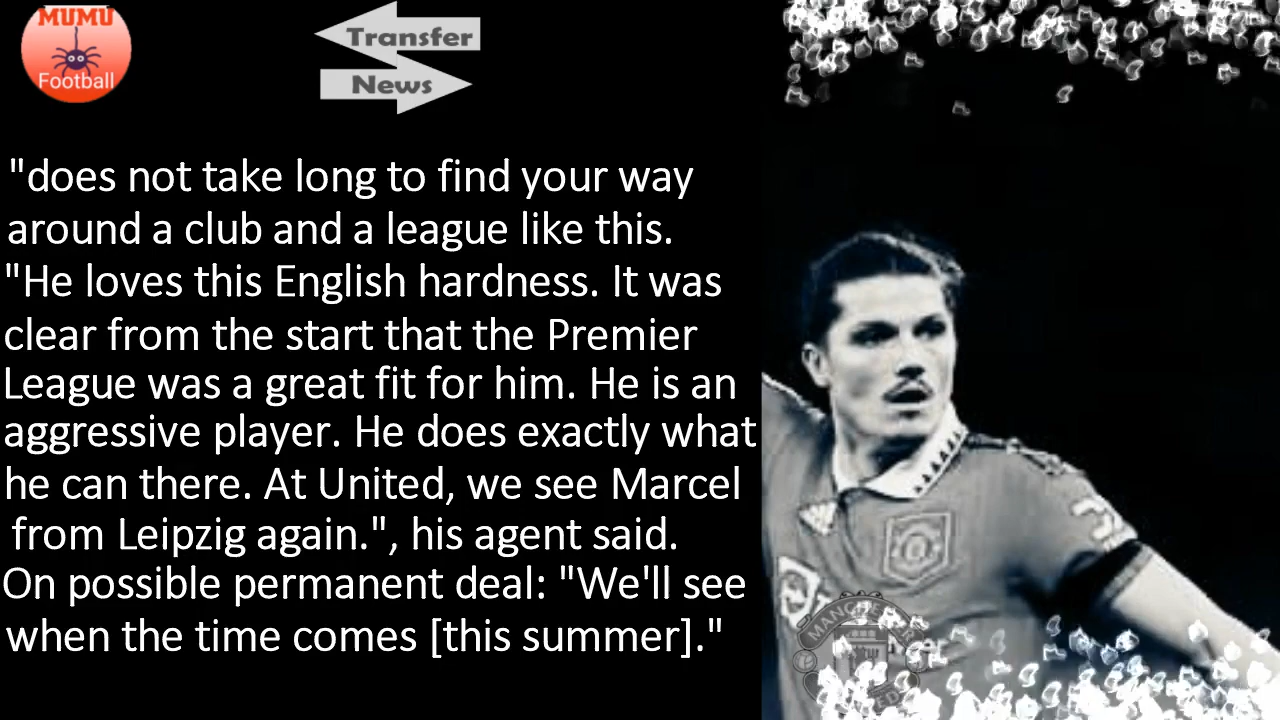 MUMU
Football
Transfer
News
"does not take long to find your way
around a club and a league like this.
"He loves this English hardness. It was
clear from the start that the Premier
League was a great fit for him. He is an
aggressive player. He does exactly what
he can there. At United, we see Marcel
from Leipzig again.", his agent said.
On possible permanent deal: "We'll see
when the time comes [this summer]."